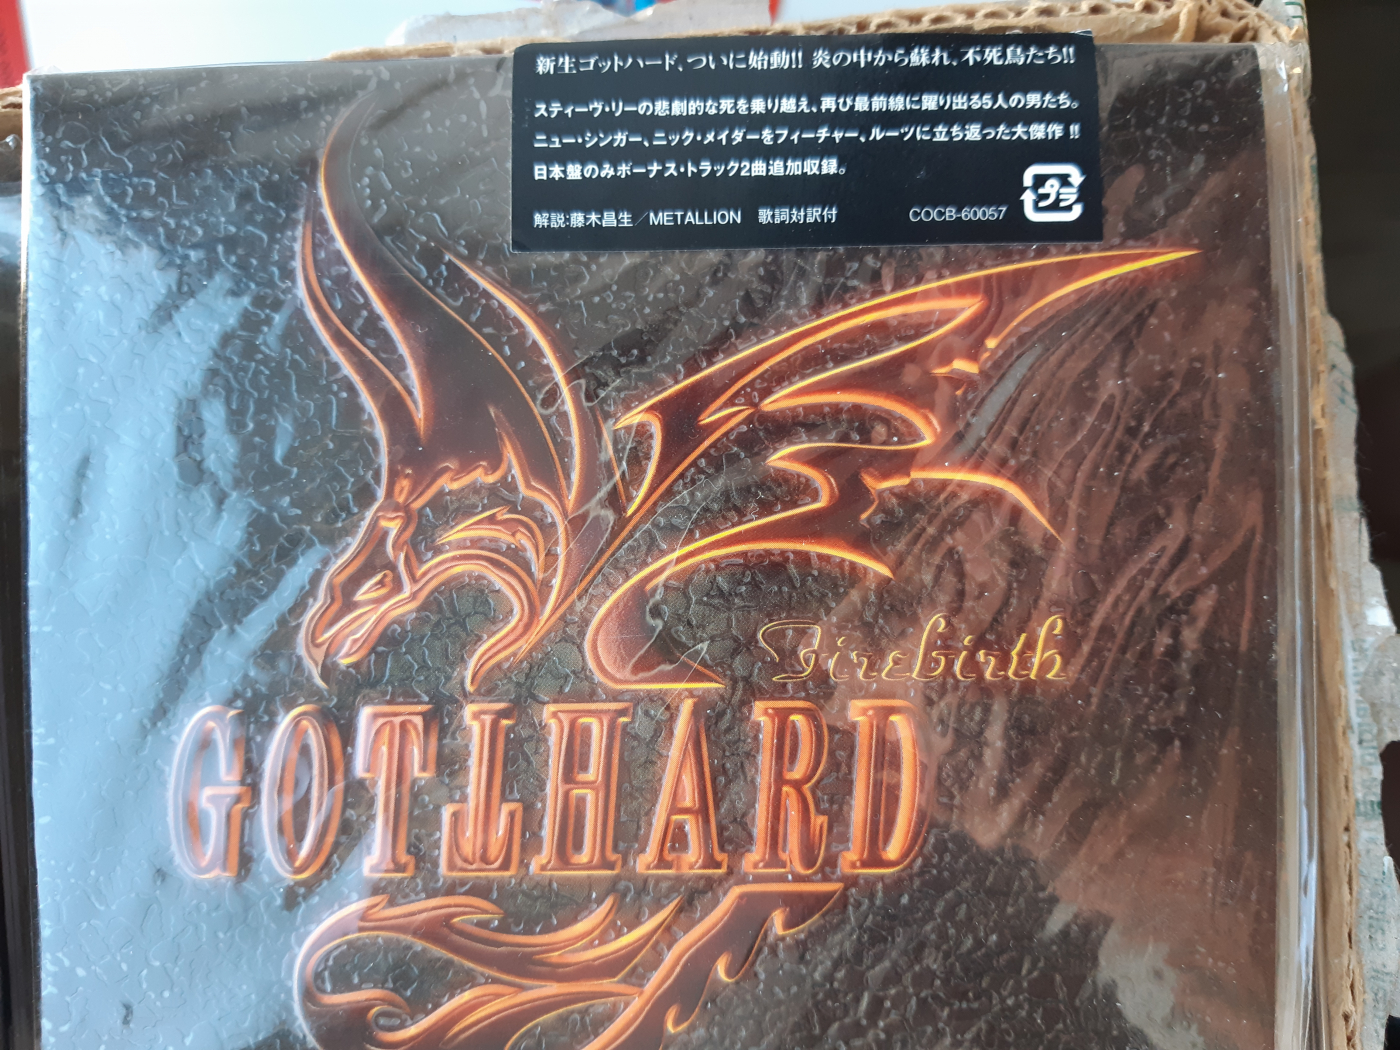 新生ゴットハード、ついに始動!! 炎の中から蘇れ、不死鳥たち!!
スティーヴ・リーの悲劇的な死を乗り越え、再び最前線に躍り出る5人の男たち。
ニュー・シンガー、ニック・メイダーをフィーチャー、ルーツに立ち返った大傑作 !!
日本盤のみボーナス・トラック2曲追加収録。
解説:藤木昌生／METALLION 歌詞対訳付 COCB-60057
プラ
Firebirth
GOTTHARD